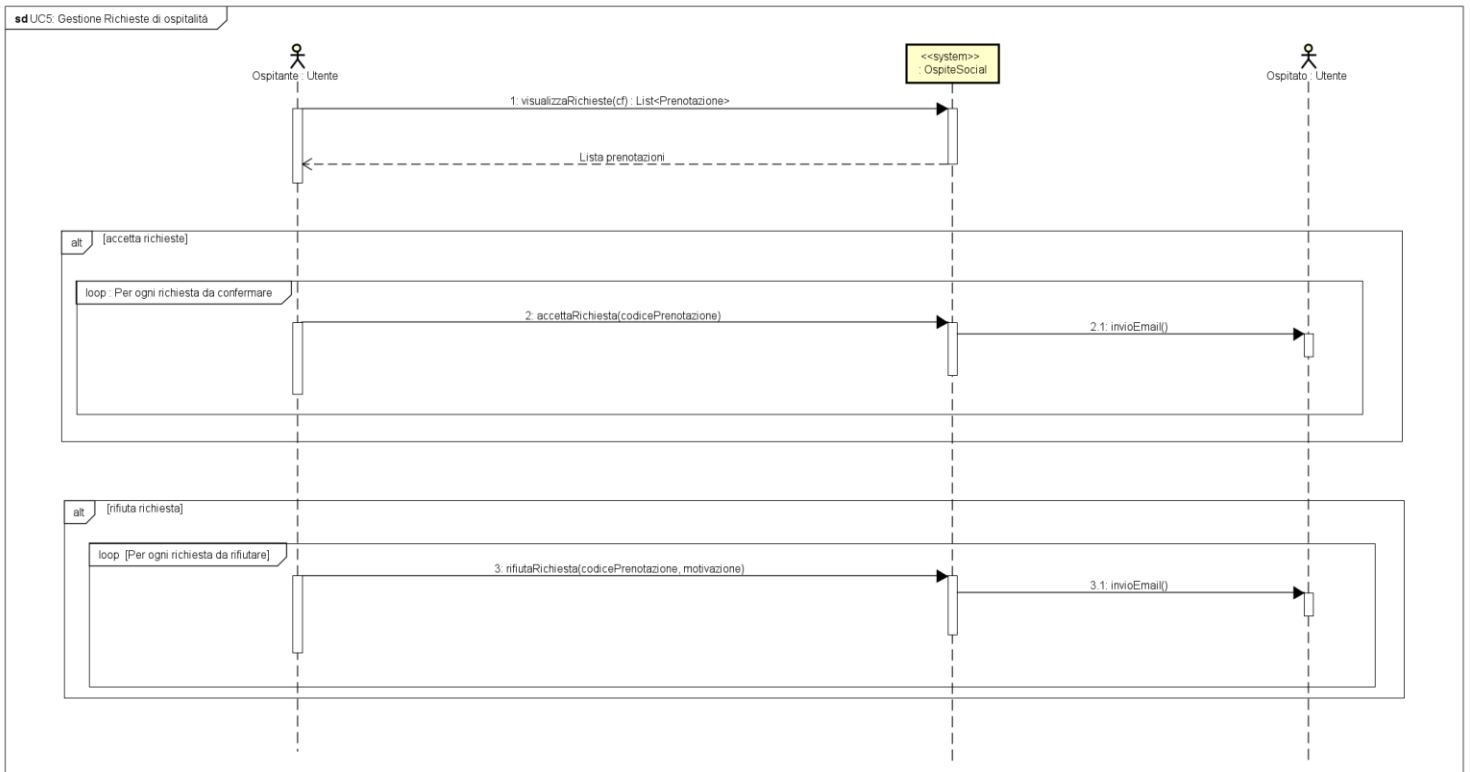 sd UC5: Gestione Richieste di ospitalità
Ospitante : Utente
<<system>>
: OspiteSocial
Ospitato : Utente
1: visualizzaRichieste(cf) : List<Prenotazione>
Lista prenotazioni
alt [accetta richieste]
loop : Per ogni richiesta da confermare
2: accettaRichiesta(codicePrenotazione)
2.1: invioEmail()
alt [rifiuta richiesta]
loop [Per ogni richiesta da rifiutare]
3: rifiutaRichiesta(codicePrenotazione, motivazione)
3.1: invioEmail()